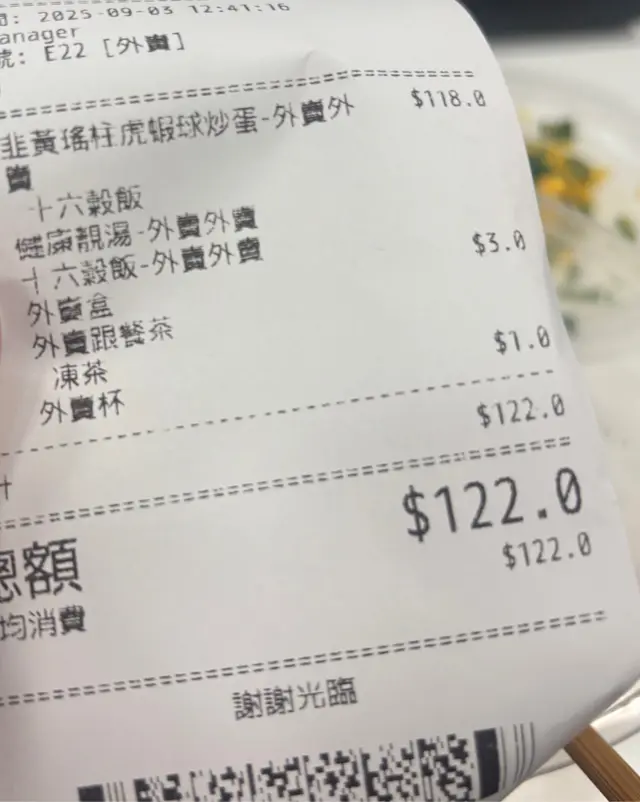 : 2025-09-03 12:41:16
anager
號: E22 [外賣]
韭黃瑤柱虎蝦球炒蛋-外賣外 $118.0
賣
十六穀飯
健康靚湯-外賣外賣
十六穀飯-外賣外賣 $3.0
外賣盒
外賣跟餐茶
凍茶 $1.0
外賣杯
計 $122.0
總額 $122.0
均消費 $122.0
謝謝光臨